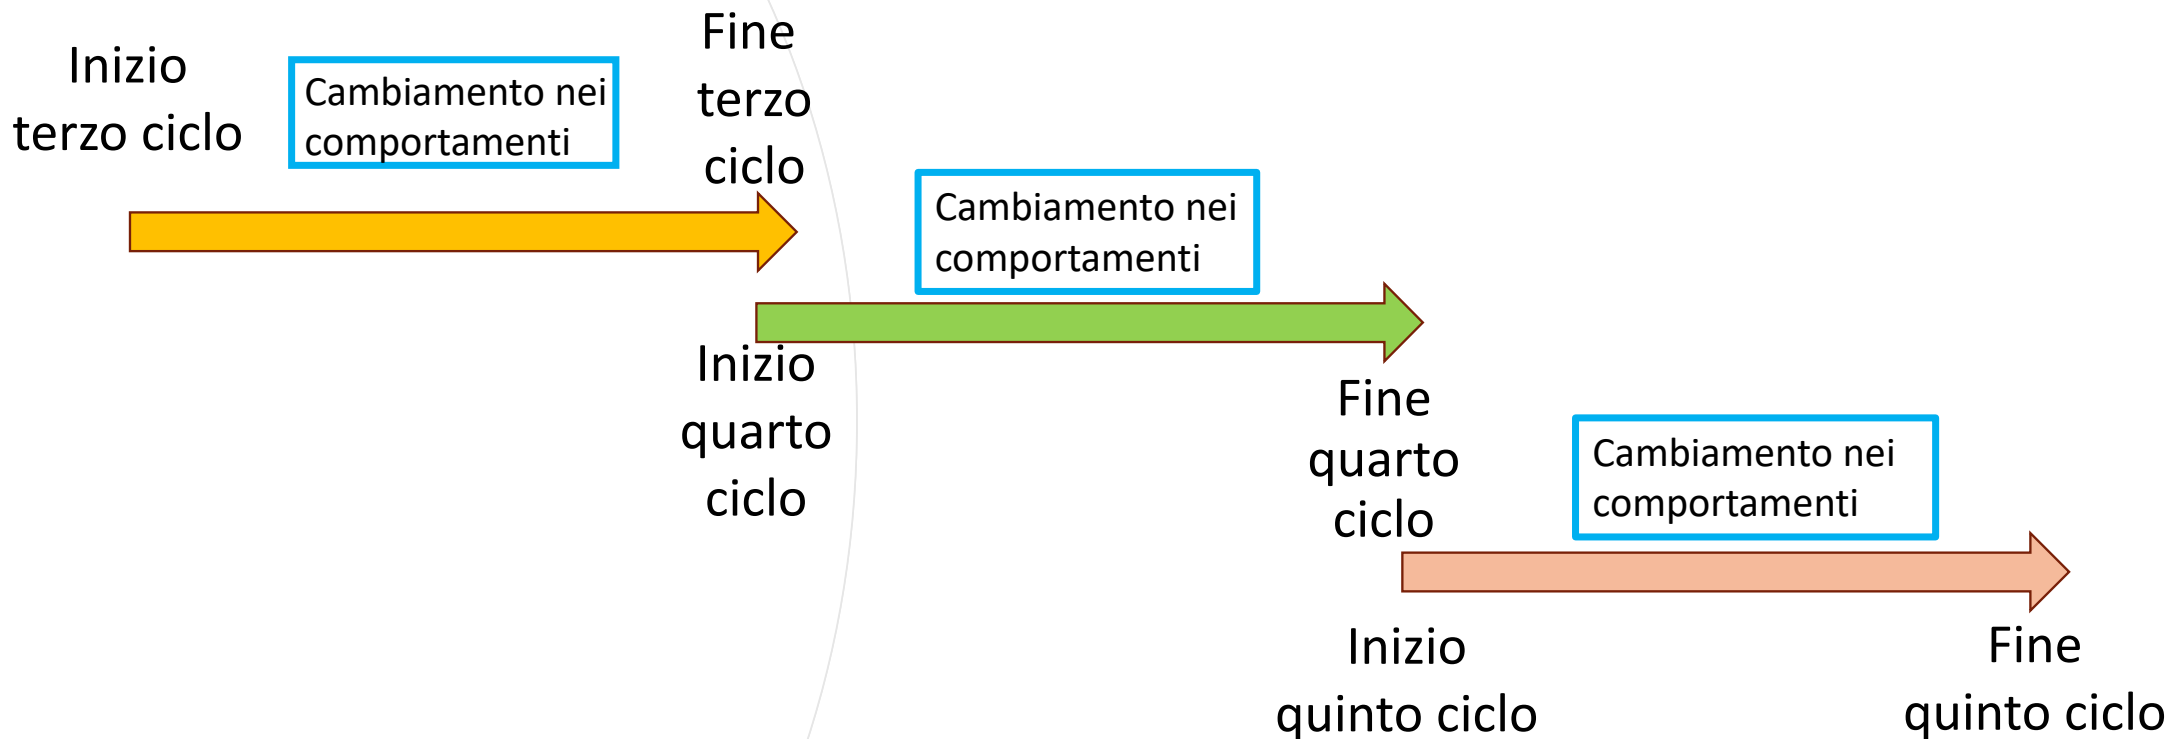 Inizio
terzo ciclo
Cambiamento nei
comportamenti
Fine
terzo
ciclo
Cambiamento nei
comportamenti
Inizio
quarto
ciclo
Fine
quarto
ciclo
Cambiamento nei
comportamenti
Inizio
quinto ciclo
Fine
quinto ciclo